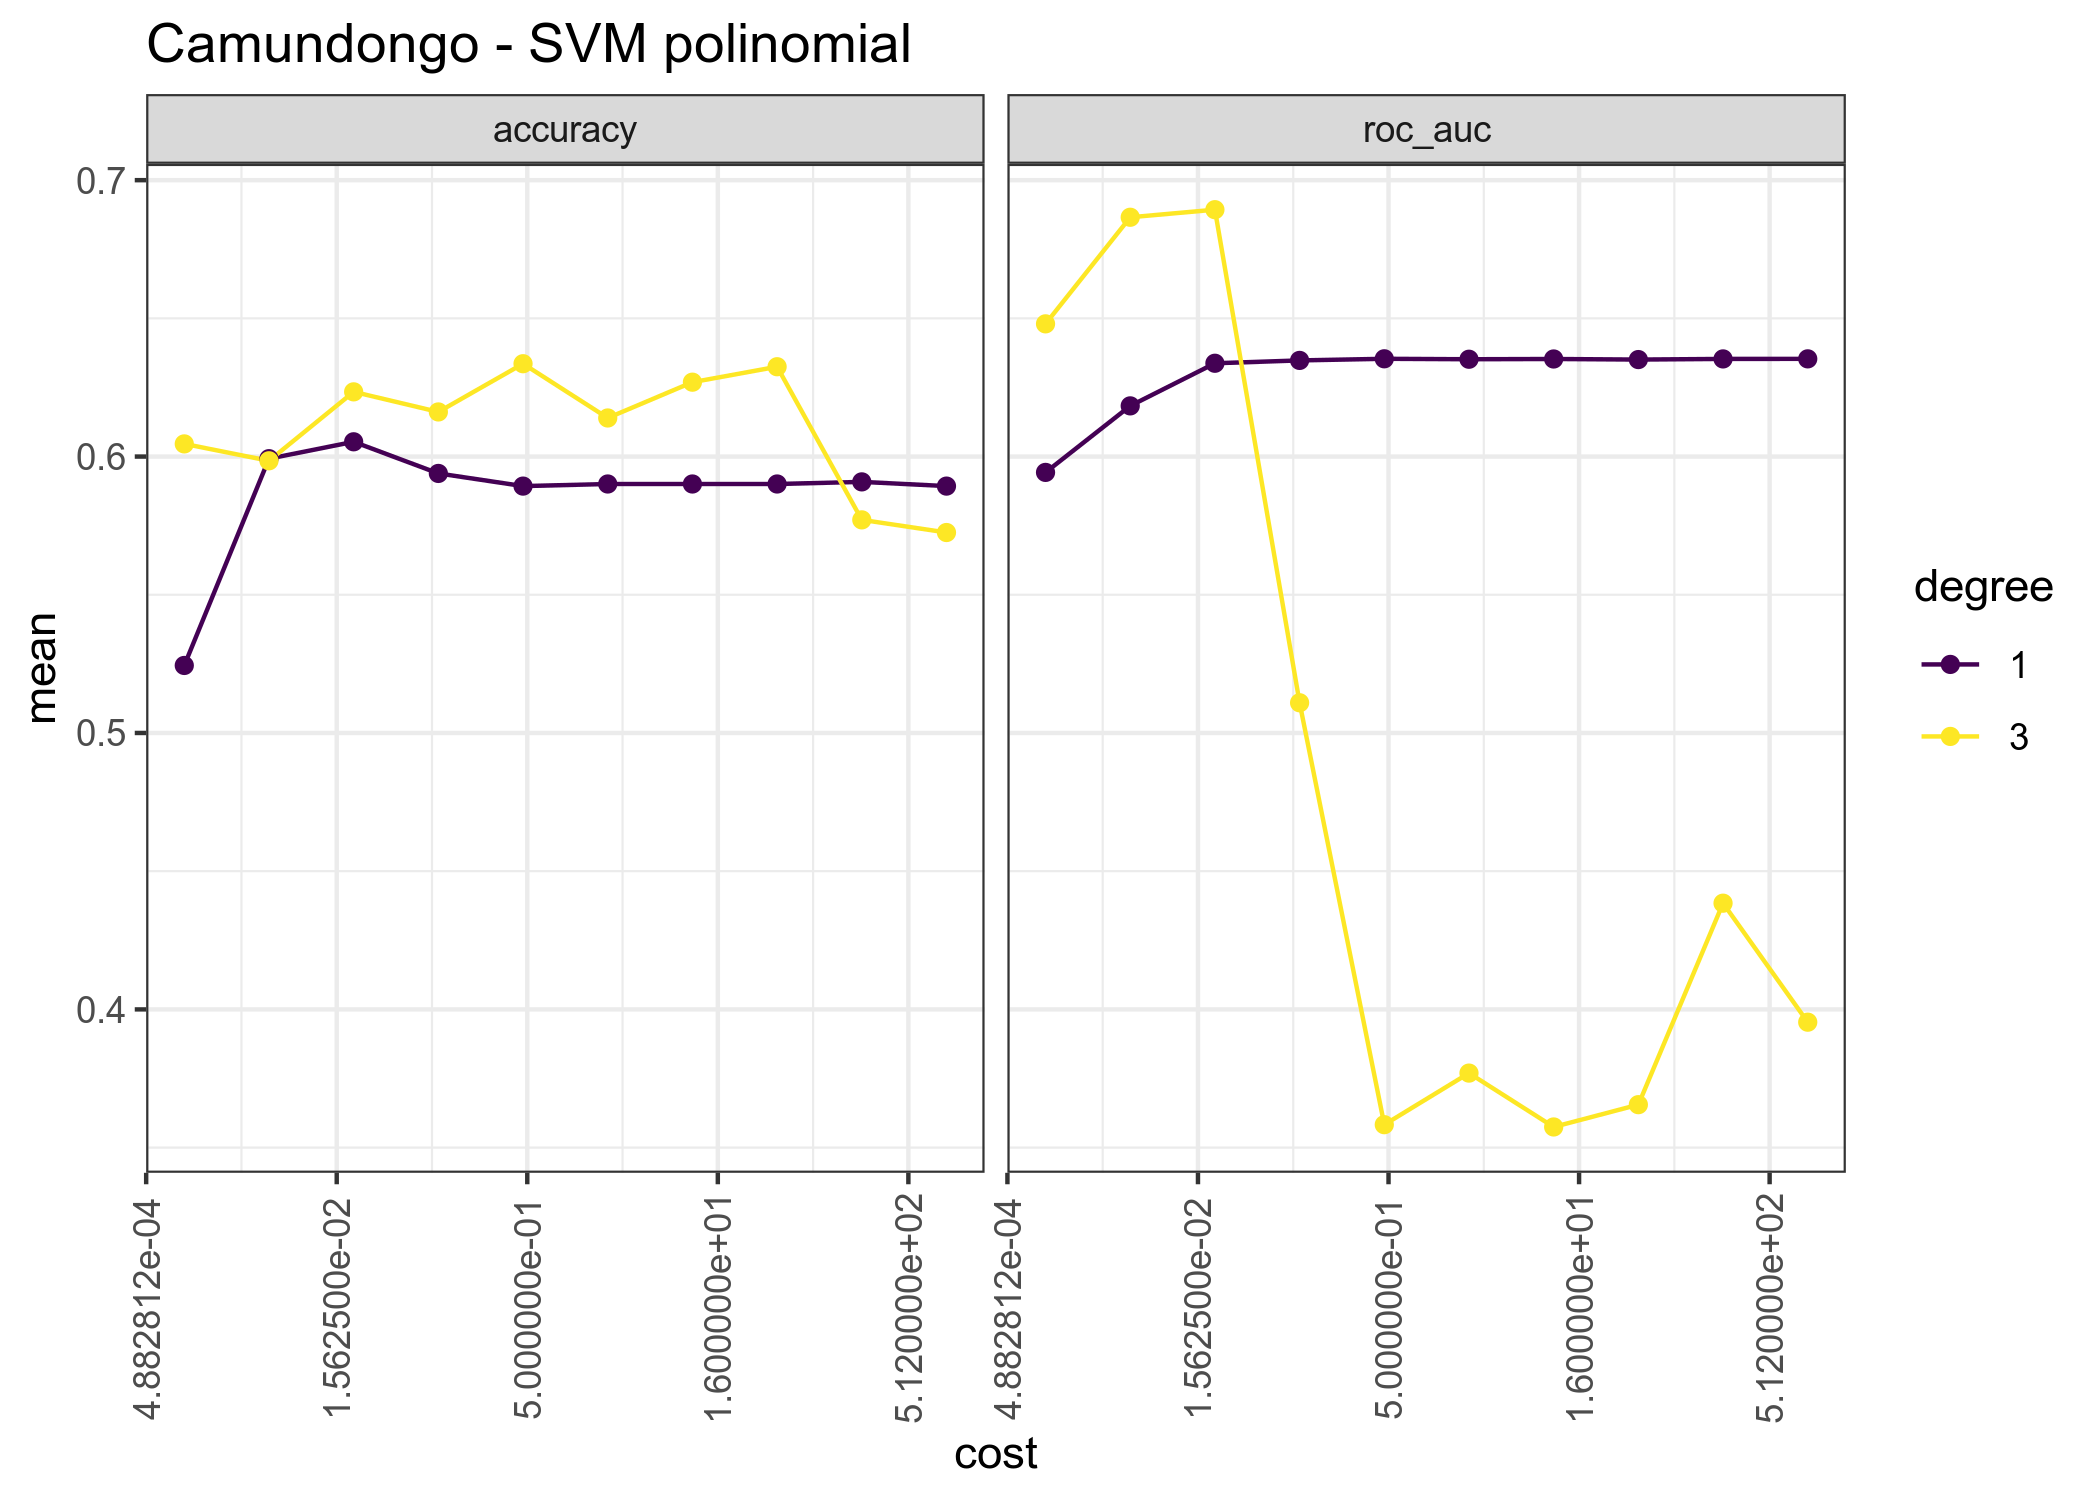 Camundongo - SVM polinomial
accuracy
roc_auc
0.7
0.6
0.5
0.4
mean
4.882812e-04
1.562500e-02
5.000000e-01
1.600000e+01
5.120000e+02
4.882812e-04
1.562500e-02
5.000000e-01
1.600000e+01
5.120000e+02
cost
degree
1
3